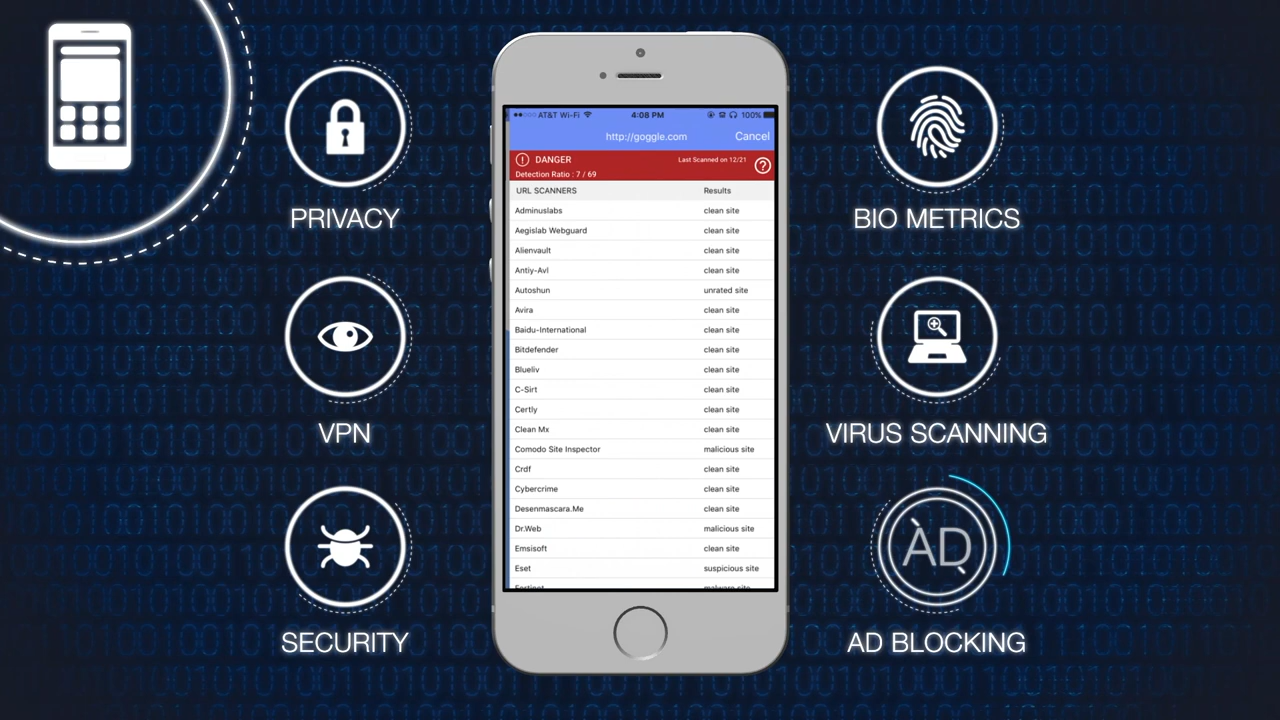 PRIVACY
VPN
SECURITY
AT&T Wi-Fi 4:08 PM 100%
http://goggle.com Cancel
DANGER Last Scanned on 12/21
Detection Ratio : 7 / 69
URL SCANNERS Results
Adminuslabs clean site
Aegislab Webguard clean site
Alienvault clean site
Antiy-Avl clean site
Autoshun unrated site
Avira clean site
Baidu-International clean site
Bitdefender clean site
Blueliv clean site
C-Sirt clean site
Certly clean site
Clean Mx clean site
Comodo Site Inspector malicious site
Crdf clean site
Cybercrime clean site
Desenmascara.Me clean site
Dr.Web malicious site
Emsisoft clean site
Eset suspicious site
BIO METRICS
VIRUS SCANNING
AD
AD BLOCKING